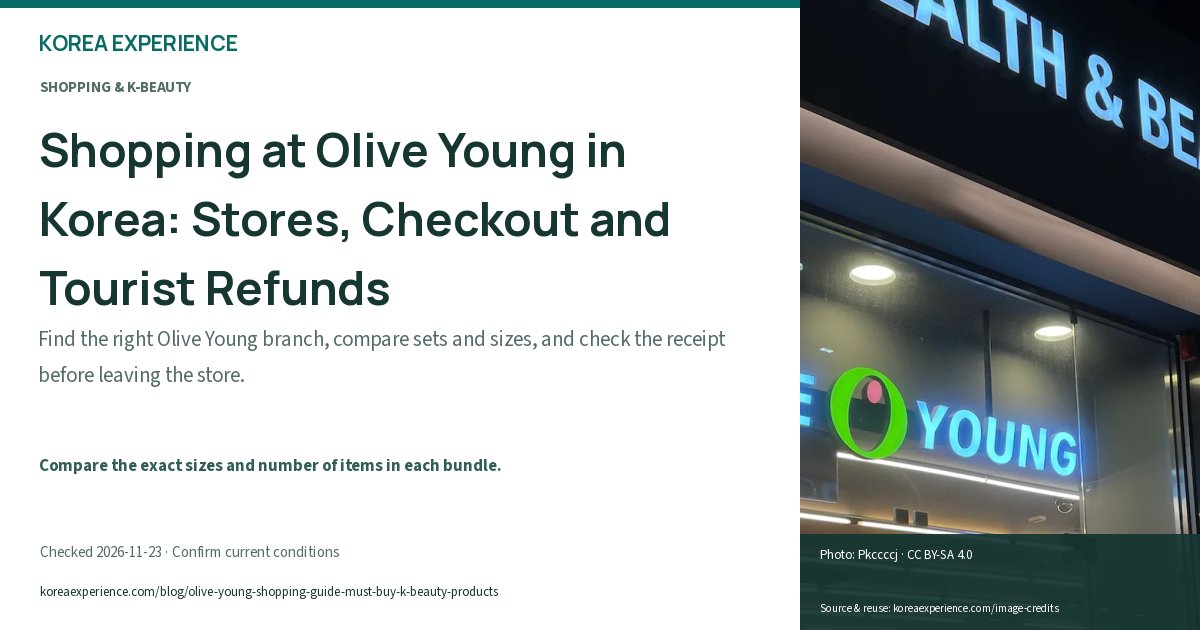 KOREA EXPERIENCE
SHOPPING & K-BEAUTY
Shopping at Olive Young in
Korea: Stores, Checkout and
Tourist Refunds
Find the right Olive Young branch, compare sets and sizes, and check the receipt
before leaving the store.
Compare the exact sizes and number of items in each bundle.
Checked 2026-11-23 · Confirm current conditions
koreaexperience.com/blog/olive-young-shopping-guide-must-buy-k-beauty-products
EALTH & BEA
E YOUNG
Photo: Pkccccj · CC BY-SA 4.0
Source & reuse: koreaexperience.com/image-credits